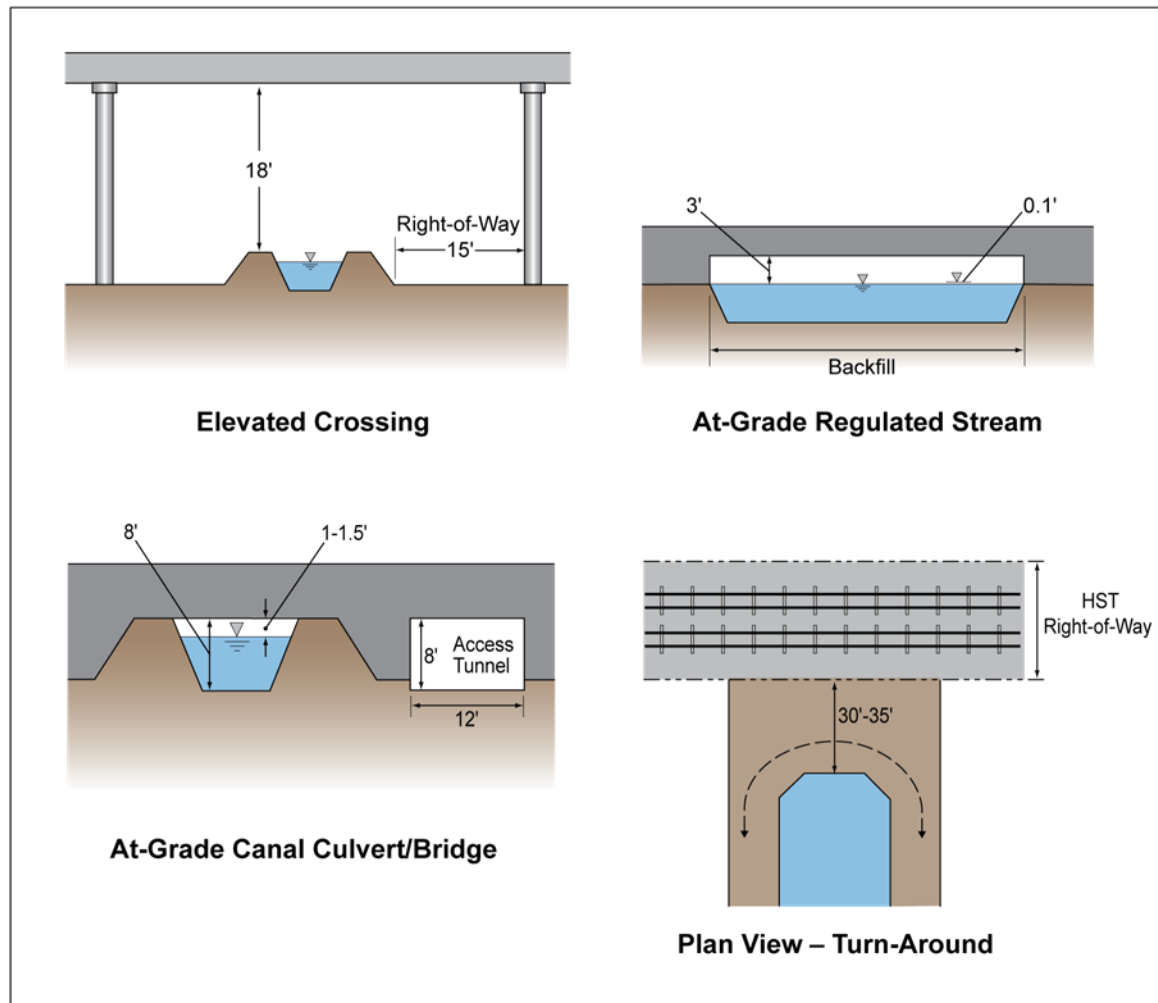 18'
Right-of-Way
15'
Elevated Crossing
3'
0.1'
Backfill
At-Grade Regulated Stream
8'
1-1.5'
8'
Access
Tunnel
12'
At-Grade Canal Culvert/Bridge
HST
Right-of-Way
30'-35'
Plan View – Turn-Around